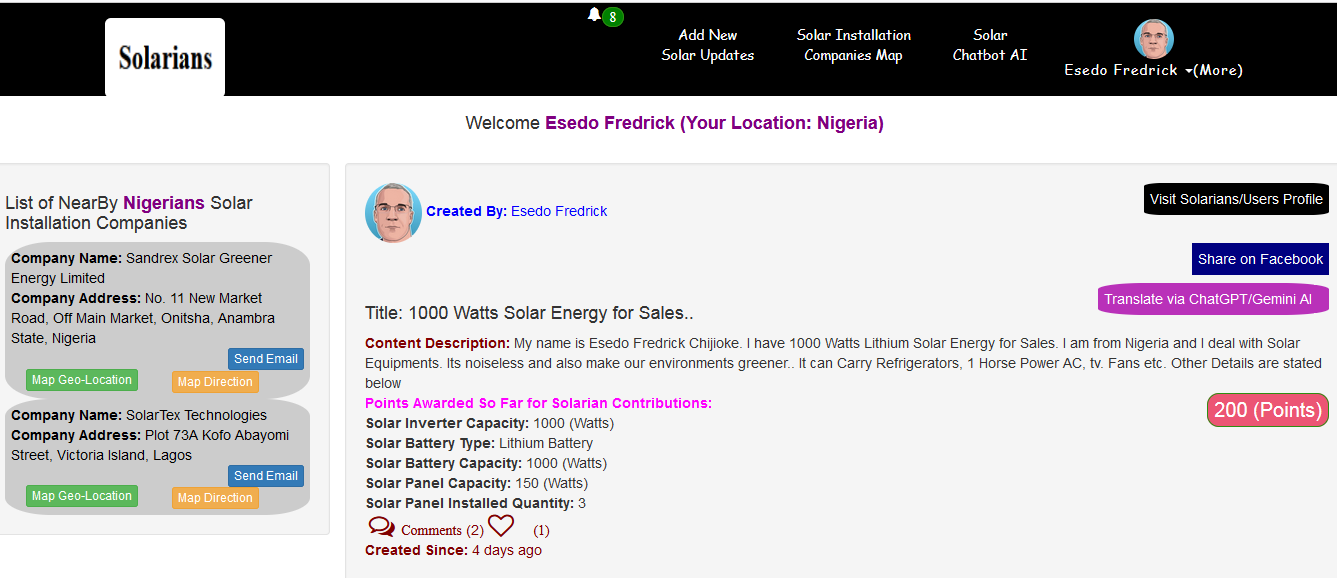 Solarians
8
Add New
Solar Updates
Solar Installation
Companies Map
Solar
Chatbot AI
Esedo Fredrick (More)
Welcome Esedo Fredrick (Your Location: Nigeria)
List of NearBy Nigerians Solar
Installation Companies
Company Name: Sandrex Solar Greener
Energy Limited
Company Address: No. 11 New Market
Road, Off Main Market, Onitsha, Anambra
State, Nigeria
Send Email
Map Geo-Location
Map Direction
Company Name: SolarTex Technologies
Company Address: Plot 73A Kofo Abayomi
Street, Victoria Island, Lagos
Send Email
Map Geo-Location
Map Direction
Created By: Esedo Fredrick
Visit Solarians/Users Profile
Share on Facebook
Translate via ChatGPT/Gemini AI
Title: 1000 Watts Solar Energy for Sales..
Content Description: My name is Esedo Fredrick Chijioke. I have 1000 Watts Lithium Solar Energy for Sales. I am from Nigeria and I deal with Solar
Equipments. Its noiseless and also make our environments greener.. It can Carry Refrigerators, 1 Horse Power AC, tv. Fans etc. Other Details are stated
below
Points Awarded So Far for Solarian Contributions:
200 (Points)
Solar Inverter Capacity: 1000 (Watts)
Solar Battery Type: Lithium Battery
Solar Battery Capacity: 1000 (Watts)
Solar Panel Capacity: 150 (Watts)
Solar Panel Installed Quantity: 3
Comments (2) (1)
Created Since: 4 days ago